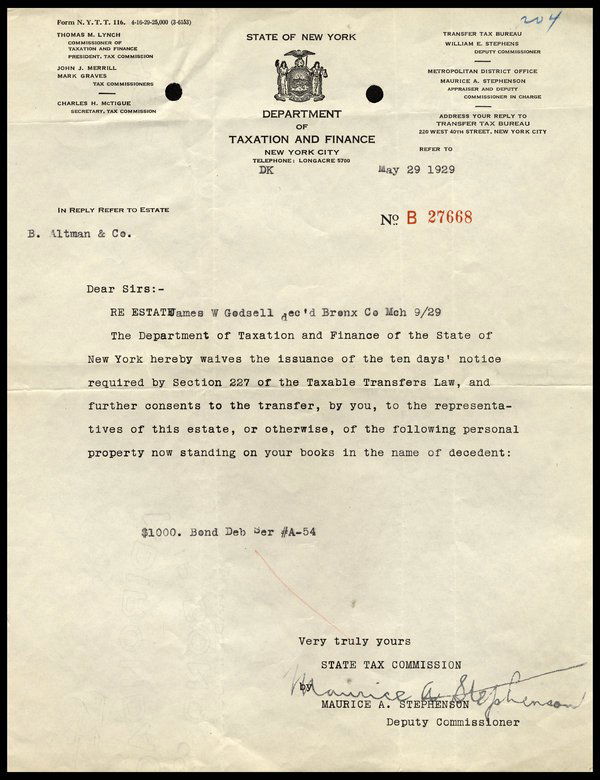 Form N.Y.T.T. 116. 4-16-29-25,000 (3-6153)
204
THOMAS M. LYNCH
COMMISSIONER OF
TAXATION AND FINANCE
PRESIDENT, TAX COMMISSION
JOHN J. MERRILL
MARK GRAVES
TAX COMMISSIONERS
CHARLES H. McTIGUE
SECRETARY, TAX COMMISSION
STATE OF NEW YORK
DEPARTMENT
OF
TAXATION AND FINANCE
NEW YORK CITY
TELEPHONE: LONGACRE 5700
DK
TRANSFER TAX BUREAU
WILLIAM E. STEPHENS
DEPUTY COMMISSIONER
METROPOLITAN DISTRICT OFFICE
MAURICE A. STEPHENSON
APPRAISER AND DEPUTY
COMMISSIONER IN CHARGE
ADDRESS YOUR REPLY TO
TRANSFER TAX BUREAU
220 WEST 40TH STREET, NEW YORK CITY
REFER TO
May 29 1929
IN REPLY REFER TO ESTATE
No B 27668
B. Altman & Co.
Dear Sirs:-
RE ESTATE James W Godsell dec'd Bronx Co Mch 9/29
The Department of Taxation and Finance of the State of
New York hereby waives the issuance of the ten days' notice
required by Section 227 of the Taxable Transfers Law, and
further consents to the transfer, by you, to the representa-
tives of this estate, or otherwise, of the following personal
property now standing on your books in the name of decedent:
$1000. Bond Deb Ser #A-54
Very truly yours
STATE TAX COMMISSION
by
Maurice A. Stephenson
MAURICE A. STEPHENSON
Deputy Commissioner